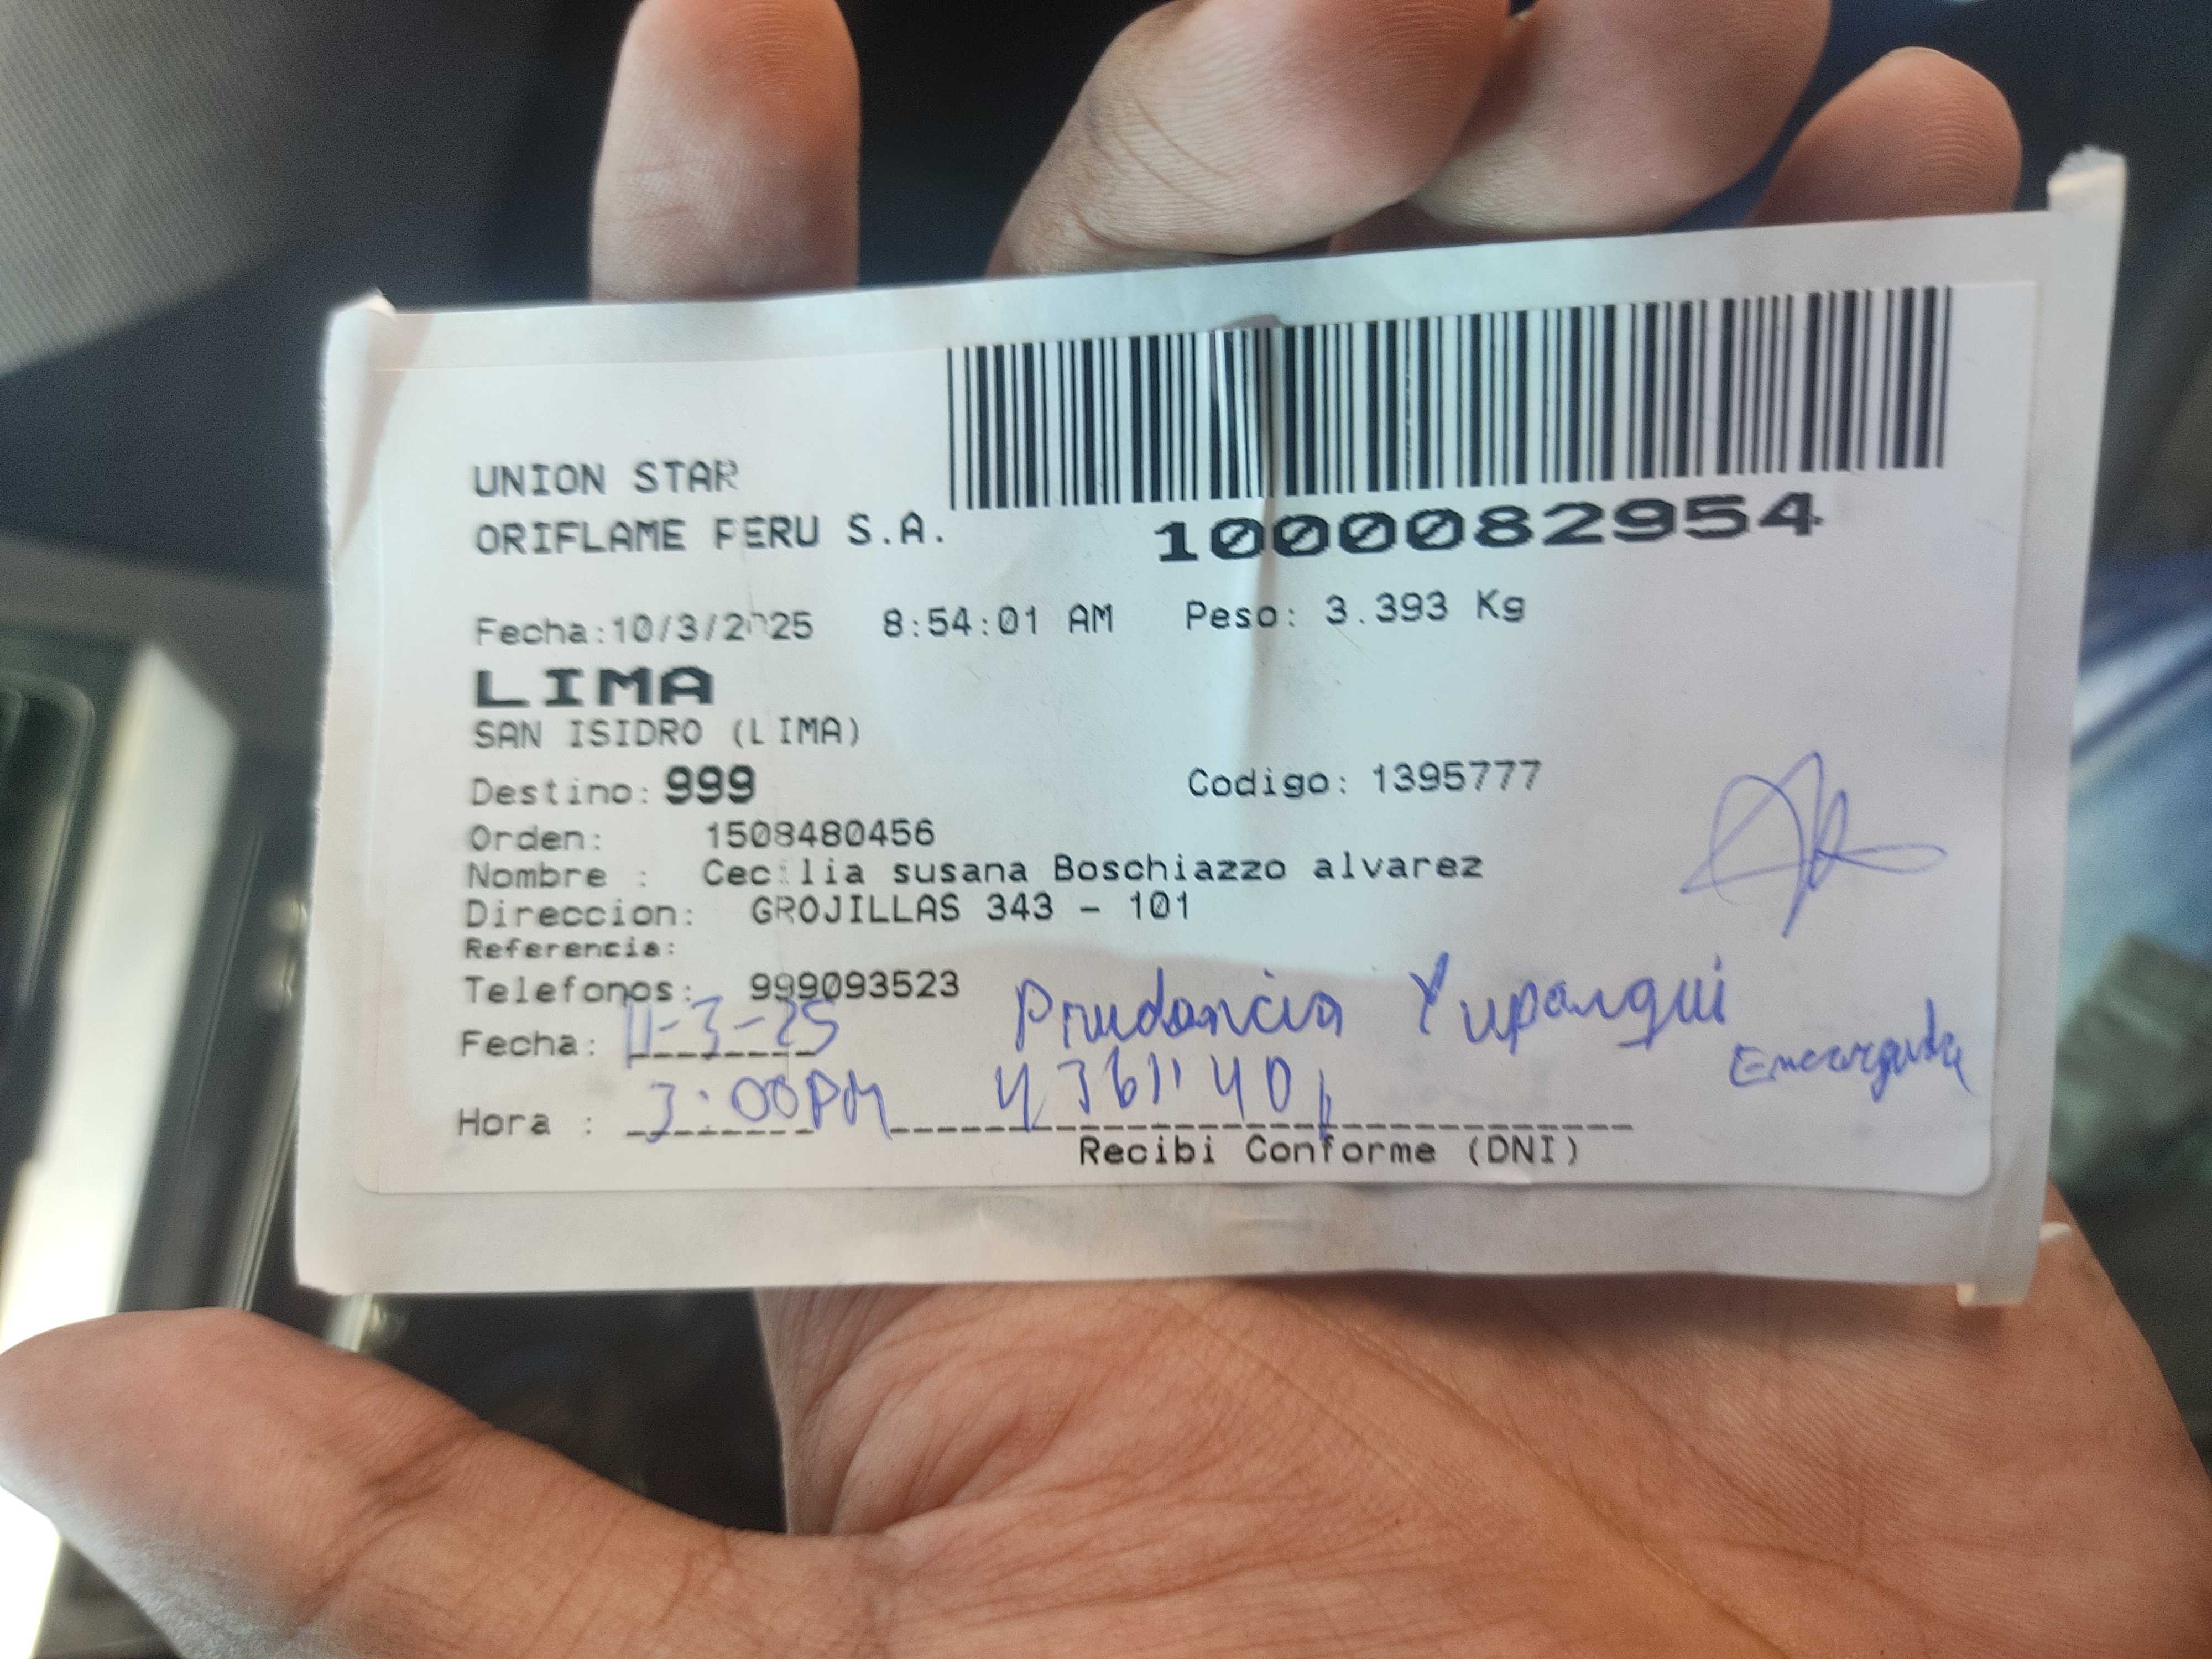 UNION STAR
ORIFLAME PERU S.A.
1000082954
Fecha:10/3/2025 8:54:01 AM Peso: 3.393 Kg
LIMA
SAN ISIDRO (LIMA)
Destino: 999 Codigo: 1395777
Orden: 1508480456
Nombre : Cecilia susana Boschiazzo alvarez
Direccion: GROJILLAS 343 - 101
Referencia:
Telefonos: 999093523
Prudencia Yupanqui
Fecha: 11-3-25
Encargada
Hora : 3:00PM
Recibi Conforme (DNI)